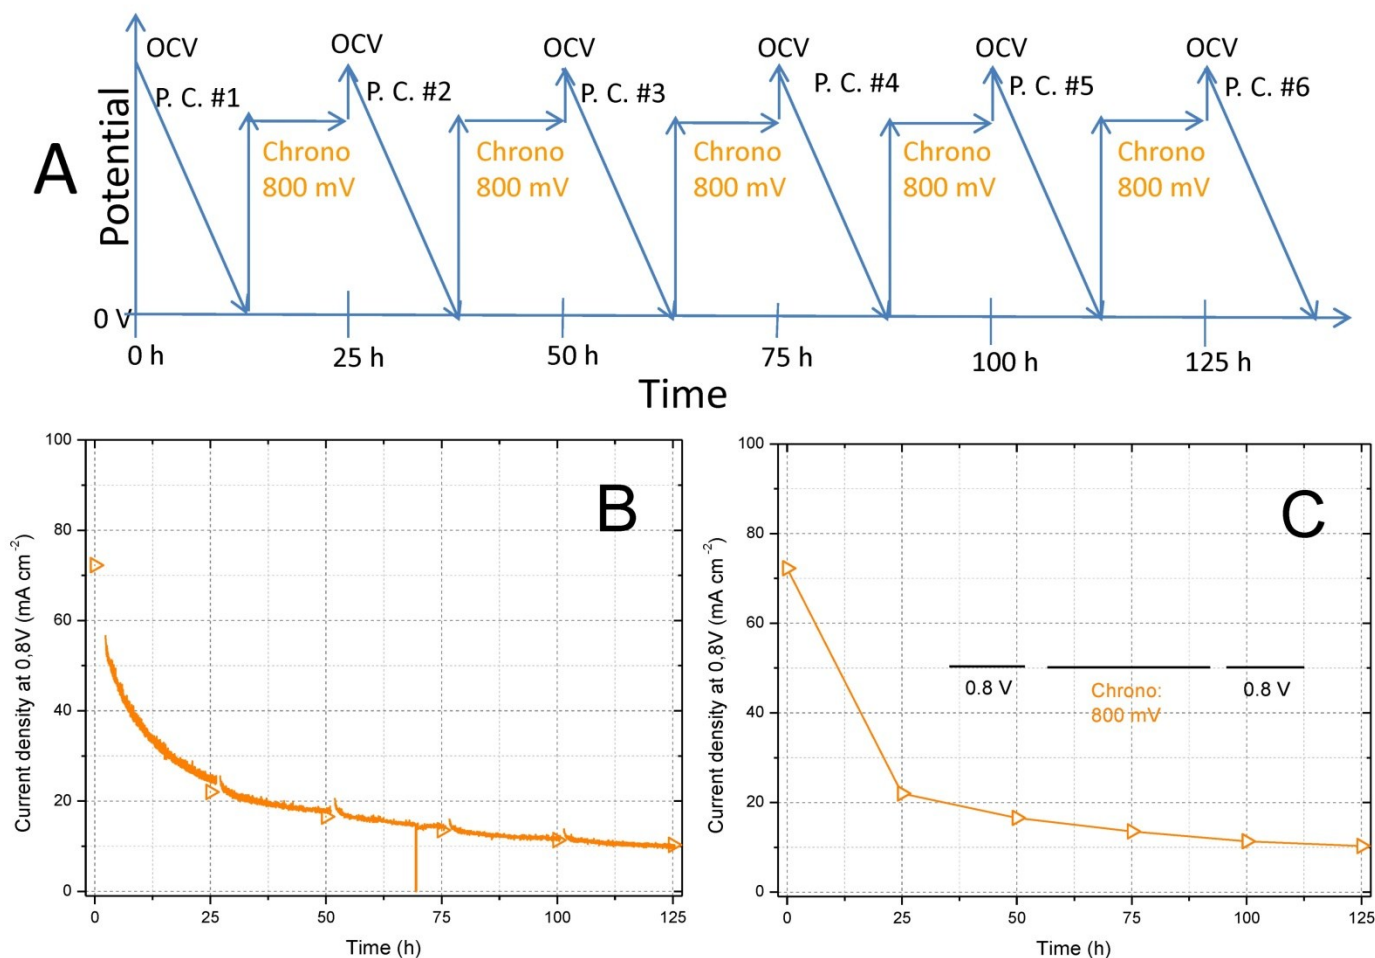 A
Potential
OCV
OCV
OCV
OCV
OCV
OCV
P. C. #1
P. C. #2
P. C. #3
P. C. #4
P. C. #5
P. C. #6
Chrono
800 mV
Chrono
800 mV
Chrono
800 mV
Chrono
800 mV
Chrono
800 mV
0 V
0 h
25 h
50 h
75 h
100 h
125 h
Time
B
Current density at 0,8V (mA cm⁻²)
100
80
60
40
20
0
0
25
50
75
100
125
Time (h)
C
Current density at 0,8V (mA cm⁻²)
100
80
60
40
20
0
0.8 V
Chrono:
800 mV
0.8 V
0
25
50
75
100
125
Time (h)